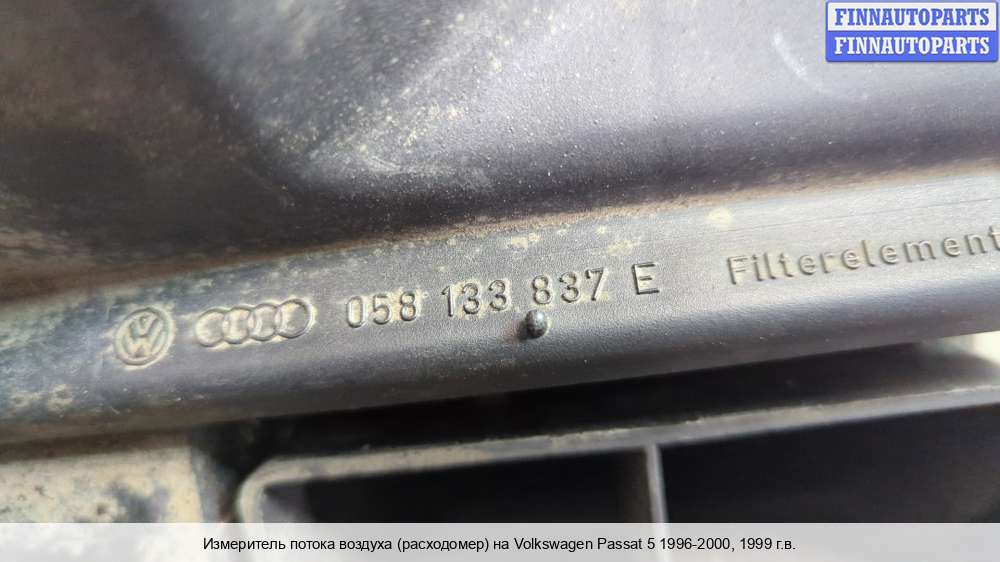 FINNAUTOPARTS
FINNAUTOPARTS
058 133 837 E Filterelement
Измеритель потока воздуха (расходомер) на Volkswagen Passat 5 1996-2000, 1999 г.в.